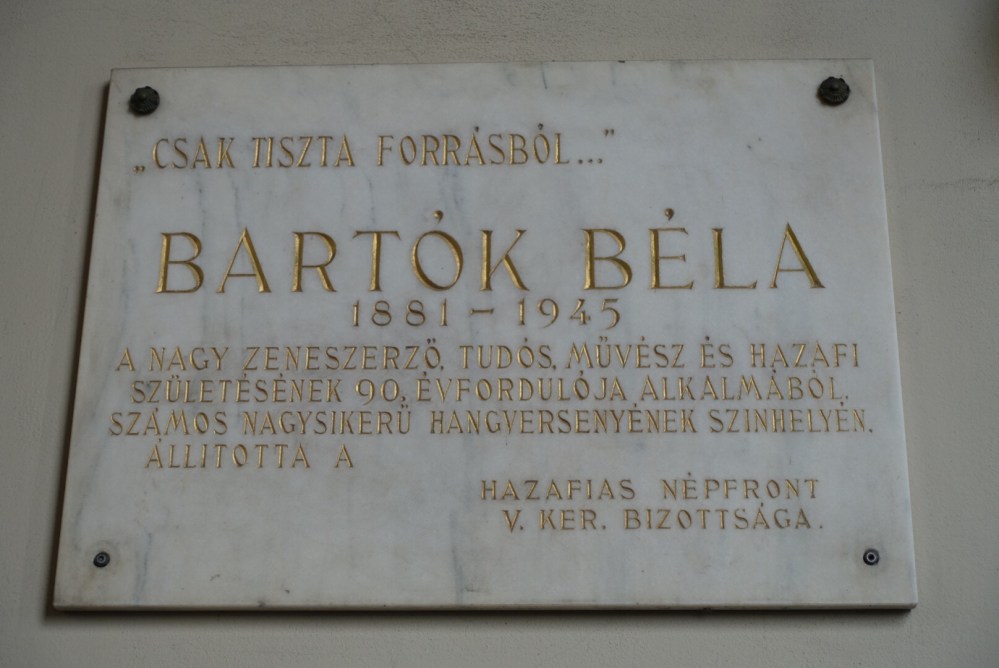 „CSAK TISZTA FORRÁSBÓL..."
BARTÓK BÉLA
1881 - 1945
A NAGY ZENESZERZŐ, TUDÓS, MŰVÉSZ ÉS HAZAFI
SZÜLETÉSÉNEK 90. ÉVFORDULÓJA ALKALMÁBÓL,
SZÁMOS NAGYSIKERŰ HANGVERSENYÉNEK SZINHELYÉN.
ÁLLITOTTA A
HAZAFIAS NÉPFRONT
V. KER. BIZOTTSÁGA.